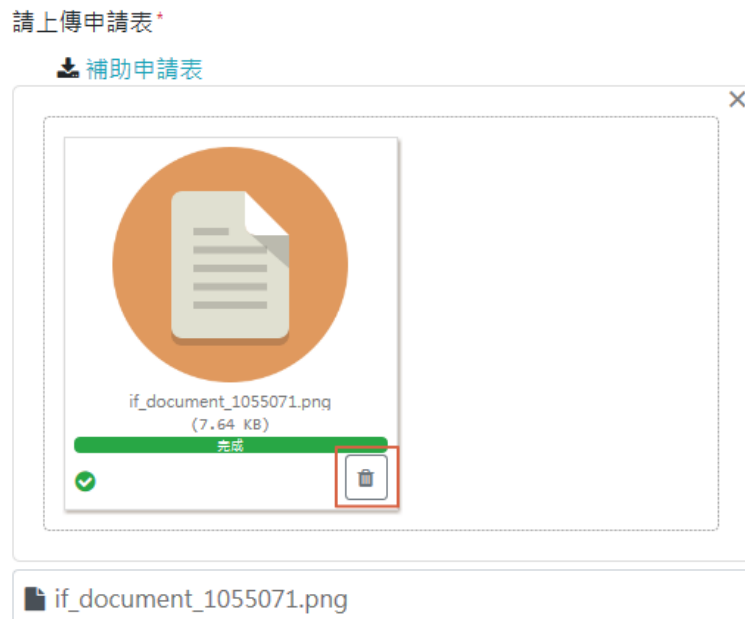 請上傳申請表*
補助申請表
×
if_document_1055071.png
(7.64 KB)
完成
if_document_1055071.png